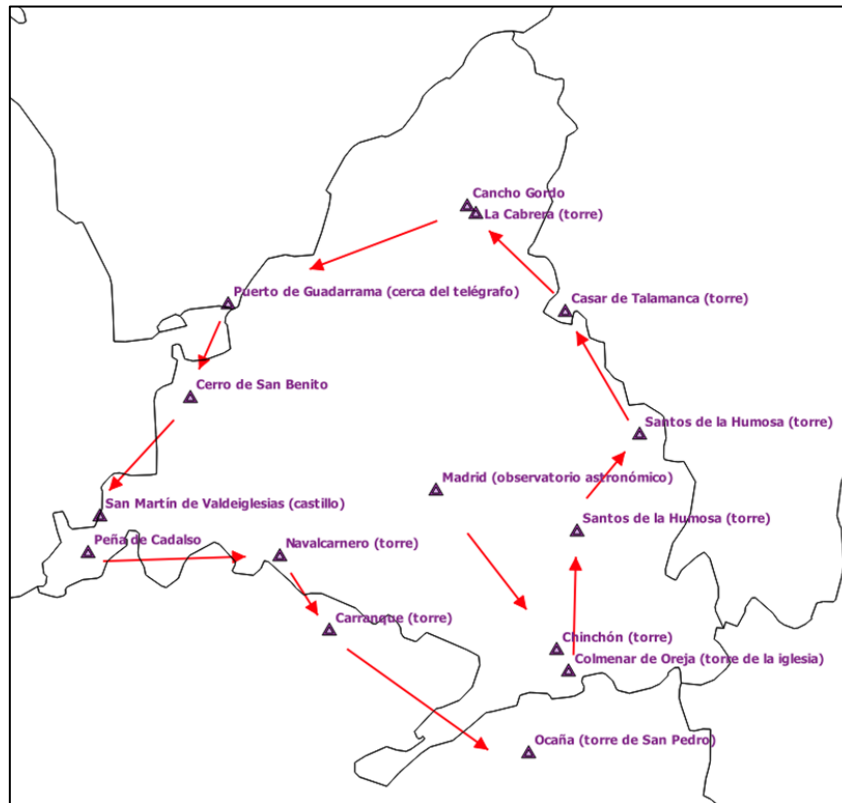 Cancho Gordo
La Cabrera (torre)
Puerto de Guadarrama (cerca del telégrafo)
Casar de Talamanca (torre)
Cerro de San Benito
Santos de la Humosa (torre)
Madrid (observatorio astronómico)
San Martín de Valdeiglesias (castillo)
Santos de la Humosa (torre)
Peña de Cadalso
Navalcarnero (torre)
Carranque (torre)
Chinchón (torre)
Colmenar de Oreja (torre de la iglesia)
Ocaña (torre de San Pedro)